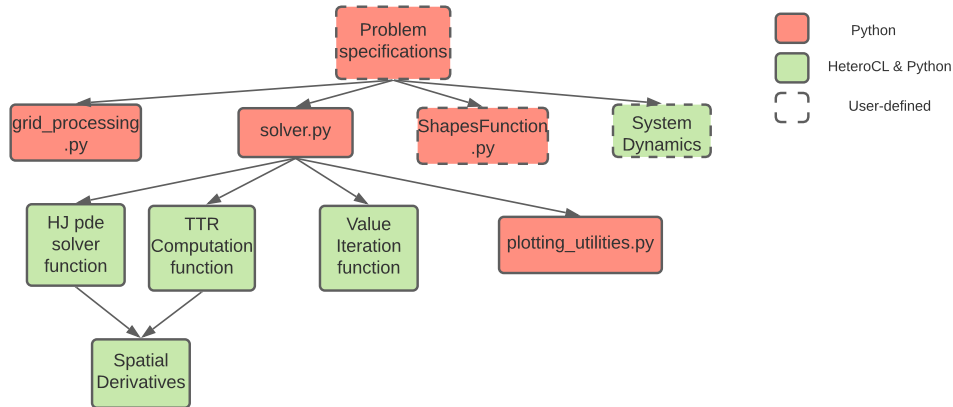 Problem
specifications
Python
HeteroCL & Python
User-defined
grid_processing
.py
solver.py
ShapesFunction
.py
System
Dynamics
HJ pde
solver
function
TTR
Computation
function
Value
Iteration
function
plotting_utilities.py
Spatial
Derivatives